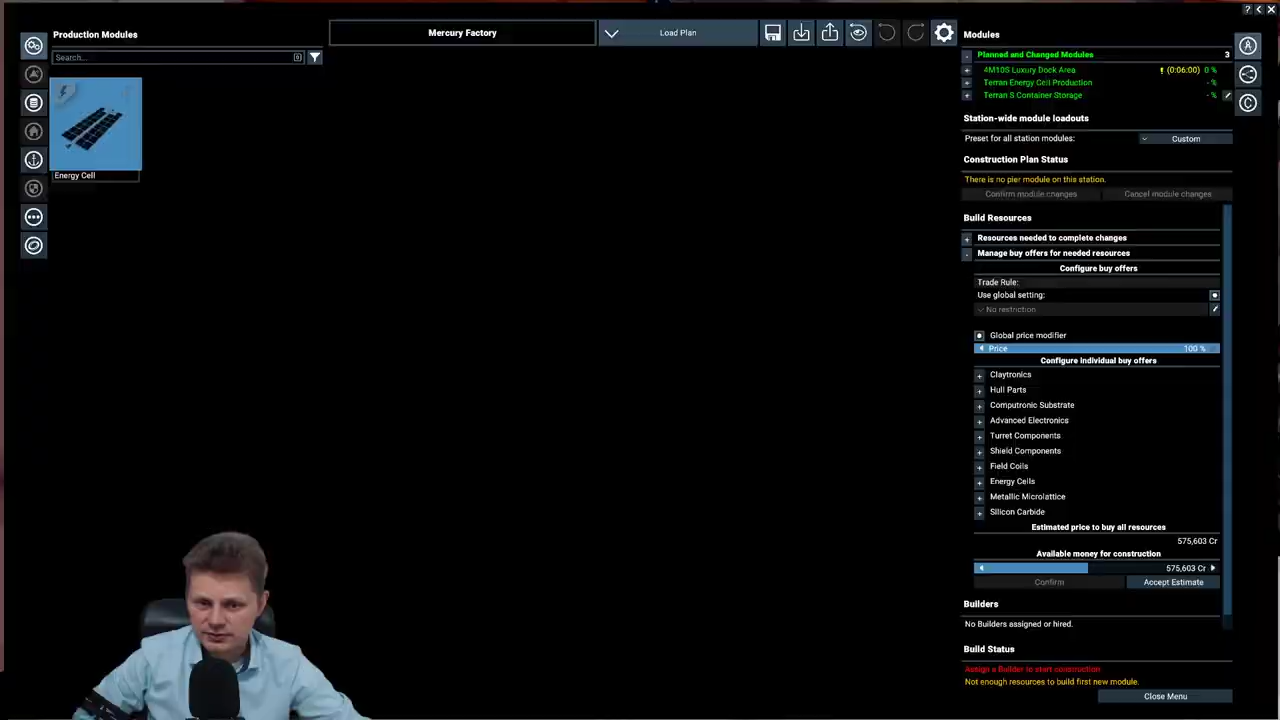 Production Modules
Search...
Energy Cell
Mercury Factory
Load Plan
Modules
Planned and Changed Modules 3
4M10S Luxury Dock Area (0:06:00) 0 %
Terran Energy Cell Production - %
Terran S Container Storage - %
Station-wide module loadouts
Preset for all station modules: Custom
Construction Plan Status
There is no pier module on this station.
Confirm module changes Cancel module changes
Build Resources
Resources needed to complete changes
Manage buy offers for needed resources
Configure buy offers
Trade Rule:
Use global setting:
No restriction
Global price modifier
Price 100 %
Configure individual buy offers
Claytronics
Hull Parts
Computronic Substrate
Advanced Electronics
Turret Components
Shield Components
Field Coils
Energy Cells
Metallic Microlattice
Silicon Carbide
Estimated price to buy all resources
575,603 Cr
Available money for construction
575,603 Cr
Confirm Accept Estimate
Builders
No Builders assigned or hired.
Build Status
Assign a Builder to start construction
Not enough resources to build first new module.
Close Menu